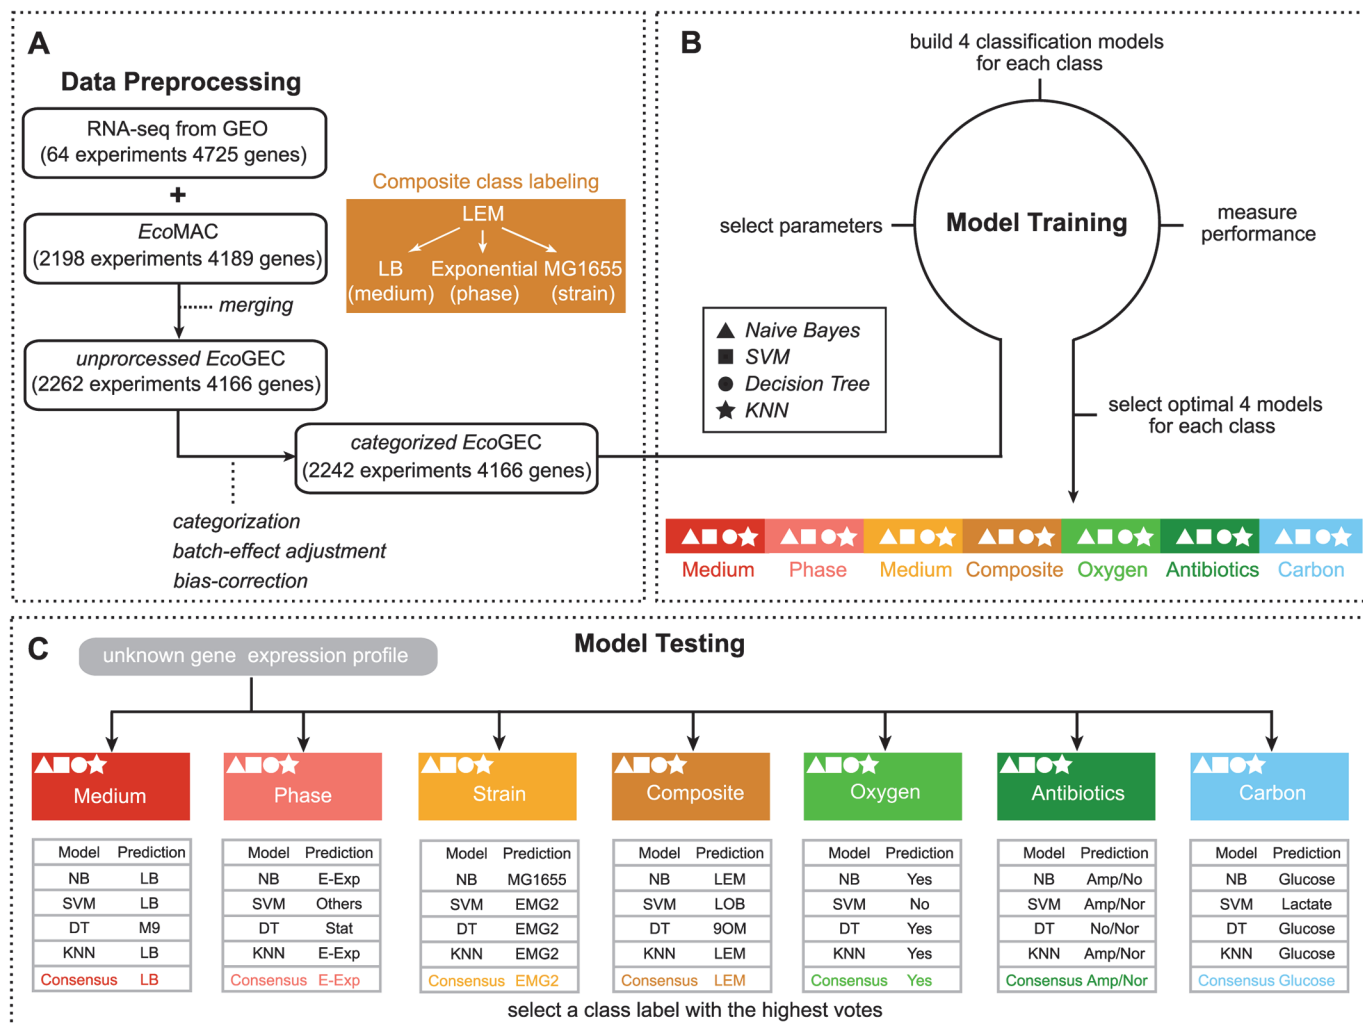 A
Data Preprocessing
RNA-seq from GEO
(64 experiments 4725 genes)
+
EcoMAC
(2198 experiments 4189 genes)
merging
unprorcessed EcoGEC
(2262 experiments 4166 genes)
categorized EcoGEC
(2242 experiments 4166 genes)
categorization
batch-effect adjustment
bias-correction
Composite class labeling
LEM
LB Exponential MG1655
(medium) (phase) (strain)
B
build 4 classification models
for each class
select parameters
Model Training
measure
performance
Naive Bayes
SVM
Decision Tree
KNN
select optimal 4 models
for each class
Medium Phase Medium Composite Oxygen Antibiotics Carbon
C
Model Testing
unknown gene expression profile
Medium Phase Strain Composite Oxygen Antibiotics Carbon
Model Prediction Model Prediction Model Prediction Model Prediction Model Prediction Model Prediction Model Prediction
NB LB NB E-Exp NB MG1655 NB LEM NB Yes NB Amp/No NB Glucose
SVM LB SVM Others SVM EMG2 SVM LOB SVM No SVM Amp/Nor SVM Lactate
DT M9 DT Stat DT EMG2 DT 9OM DT Yes DT No/Nor DT Glucose
KNN LB KNN E-Exp KNN EMG2 KNN LEM KNN Yes KNN Amp/Nor KNN Glucose
Consensus LB Consensus E-Exp Consensus EMG2 Consensus LEM Consensus Yes Consensus Amp/Nor Consensus Glucose
select a class label with the highest votes